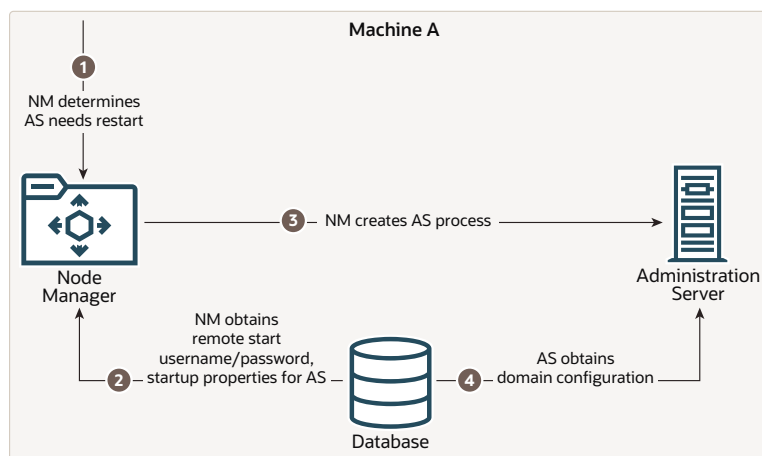 Machine A
1
NM determines
AS needs restart
3
NM creates AS process
Node
Manager
Administration
Server
NM obtains
remote start
username/password,
startup properties for AS
2
4
AS obtains
domain configuration
Database